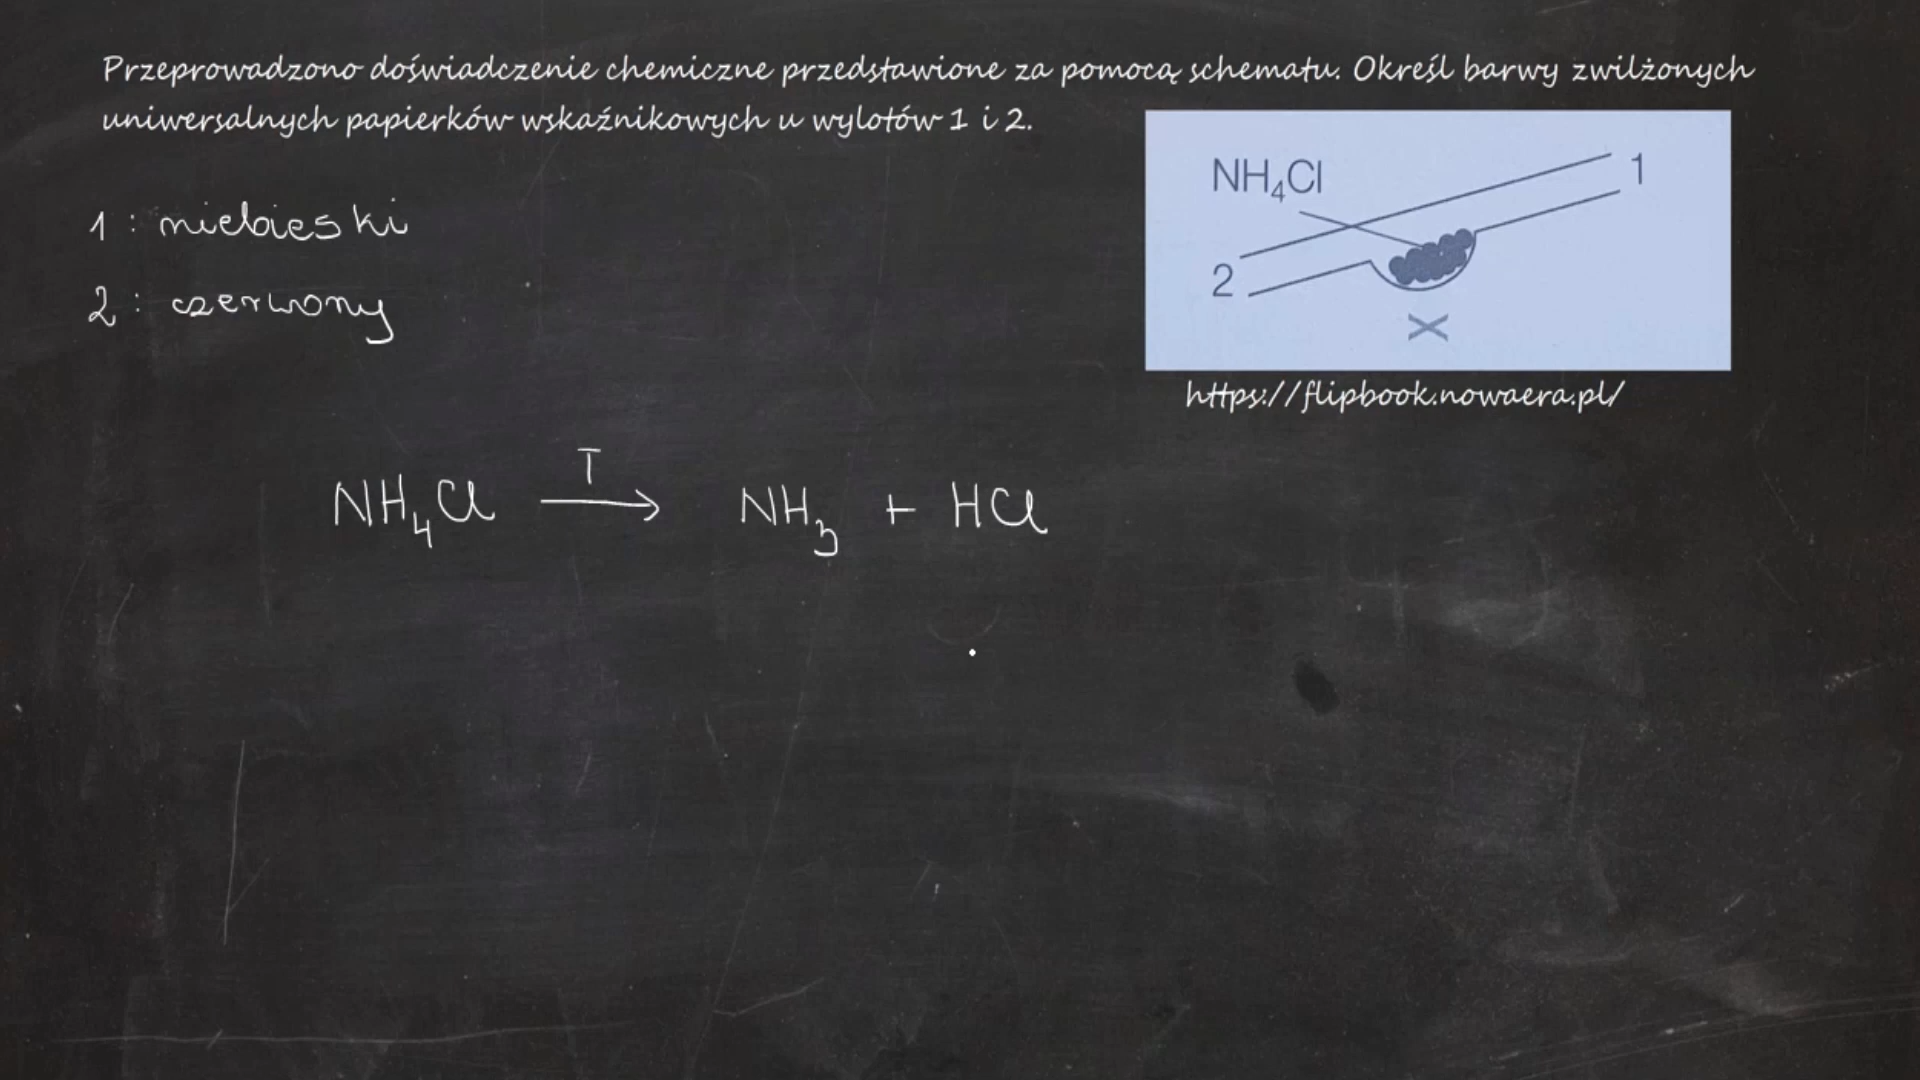 Przeprowadzono doświadczenie chemiczne przedstawione za pomocą schematu. Określ barwy zwilżonych
uniwersalnych papierków wskaźnikowych u wylotów 1 i 2.
NH₄Cl
1
2
https://flipbook.nowaera.pl/
1 : niebieski
2 : czerwony
T
NH₄Cl → NH₃ + HCl